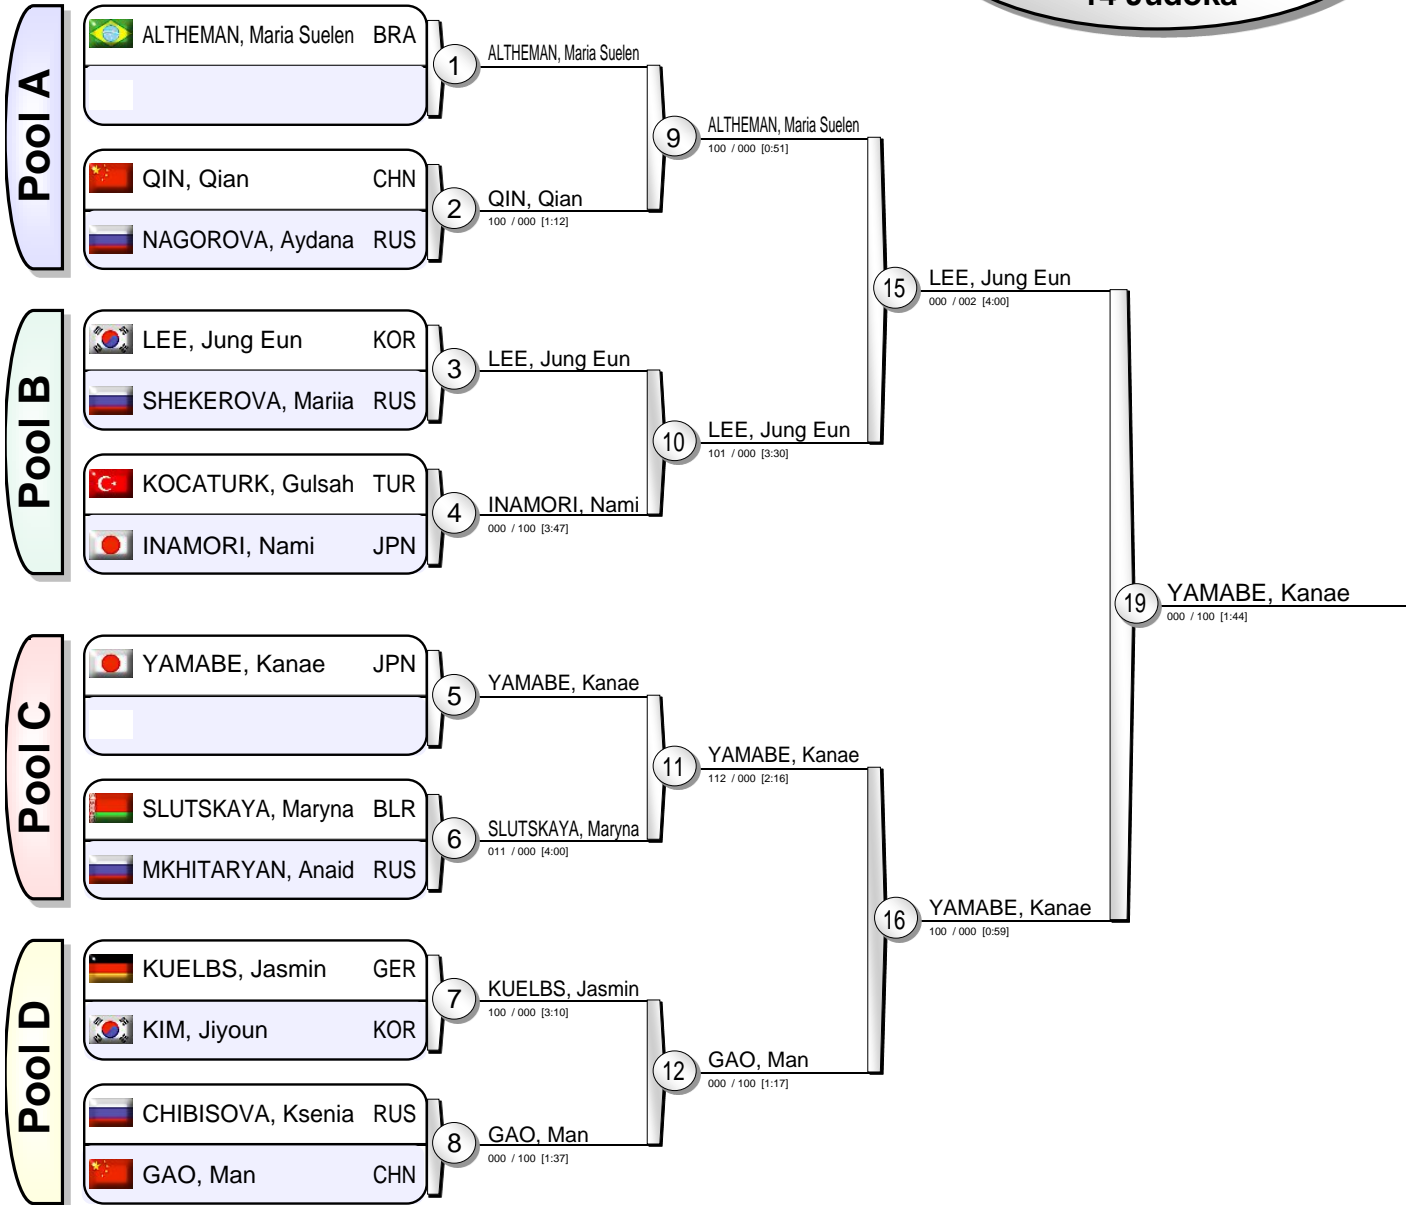 14 Judoka
Pool A
ALTHEMAN, Maria Suelen BRA
1
ALTHEMAN, Maria Suelen
QIN, Qian CHN
NAGOROVA, Aydana RUS
2
QIN, Qian
100 / 000 [1:12]
9
ALTHEMAN, Maria Suelen
100 / 000 [0:51]
Pool B
LEE, Jung Eun KOR
SHEKEROVA, Mariia RUS
3
LEE, Jung Eun
KOCATURK, Gulsah TUR
INAMORI, Nami JPN
4
INAMORI, Nami
000 / 100 [3:47]
10
LEE, Jung Eun
101 / 000 [3:30]
15
LEE, Jung Eun
000 / 002 [4:00]
Pool C
YAMABE, Kanae JPN
5
YAMABE, Kanae
SLUTSKAYA, Maryna BLR
MKHITARYAN, Anaid RUS
6
SLUTSKAYA, Maryna
011 / 000 [4:00]
11
YAMABE, Kanae
112 / 000 [2:16]
Pool D
KUELBS, Jasmin GER
KIM, Jiyoun KOR
7
KUELBS, Jasmin
100 / 000 [3:10]
CHIBISOVA, Ksenia RUS
GAO, Man CHN
8
GAO, Man
000 / 100 [1:37]
12
GAO, Man
000 / 100 [1:17]
16
YAMABE, Kanae
100 / 000 [0:59]
19
YAMABE, Kanae
000 / 100 [1:44]